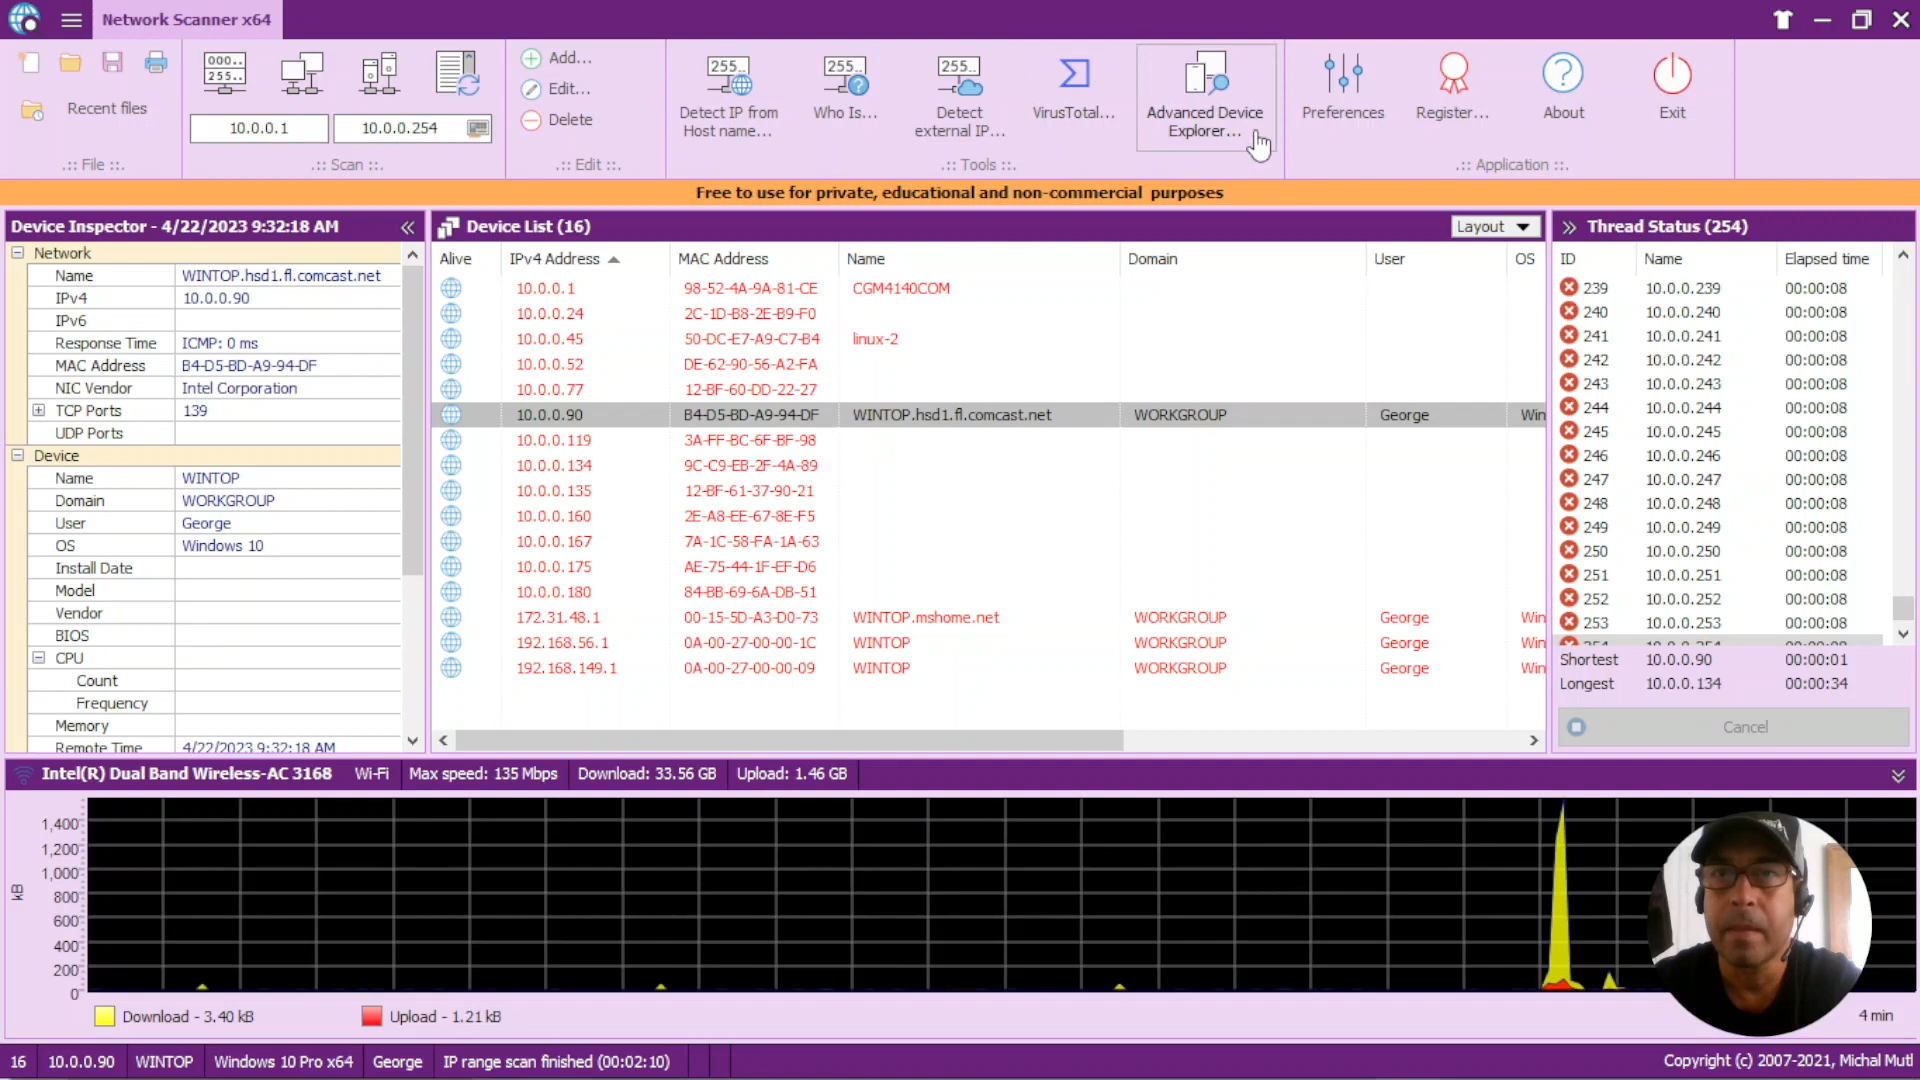 Network Scanner x64
Recent files
.:: File ::.
000..
255..
10.0.0.1
10.0.0.254
.:: Scan ::.
Add...
Edit...
Delete
.:: Edit ::.
255..
Detect IP from
Host name...
255..
Who Is...
255..
Detect
external IP...
VirusTotal...
Advanced Device
Explorer...
.:: Tools ::.
Preferences
Register...
About
Exit
.:: Application ::.
Free to use for private, educational and non-commercial purposes
Device Inspector - 4/22/2023 9:32:18 AM
Network
Name WINTOP.hsd1.fl.comcast.net
IPv4 10.0.0.90
IPv6
Response Time ICMP: 0 ms
MAC Address B4-D5-BD-A9-94-DF
NIC Vendor Intel Corporation
TCP Ports 139
UDP Ports
Device
Name WINTOP
Domain WORKGROUP
User George
OS Windows 10
Install Date
Model
Vendor
BIOS
CPU
Count
Frequency
Memory
Remote Time 4/22/2023 9:32:18 AM
Device List (16)
Layout
Alive IPv4 Address MAC Address Name Domain User OS
10.0.0.1 98-52-4A-9A-81-CE CGM4140COM
10.0.0.24 2C-1D-B8-2E-B9-F0
10.0.0.45 50-DC-E7-A9-C7-B4 linux-2
10.0.0.52 DE-62-90-56-A2-FA
10.0.0.77 12-BF-60-DD-22-27
10.0.0.90 B4-D5-BD-A9-94-DF WINTOP.hsd1.fl.comcast.net WORKGROUP George Win
10.0.0.119 3A-FF-BC-6F-BF-98
10.0.0.134 9C-C9-EB-2F-4A-89
10.0.0.135 12-BF-61-37-90-21
10.0.0.160 2E-A8-EE-67-8E-F5
10.0.0.167 7A-1C-58-FA-1A-63
10.0.0.175 AE-75-44-1F-EF-D6
10.0.0.180 84-BB-69-6A-DB-51
172.31.48.1 00-15-5D-A3-D0-73 WINTOP.mshome.net WORKGROUP George Win
192.168.56.1 0A-00-27-00-00-1C WINTOP WORKGROUP George Win
192.168.149.1 0A-00-27-00-00-09 WINTOP WORKGROUP George Win
Thread Status (254)
ID Name Elapsed time
239 10.0.0.239 00:00:08
240 10.0.0.240 00:00:08
241 10.0.0.241 00:00:08
242 10.0.0.242 00:00:08
243 10.0.0.243 00:00:08
244 10.0.0.244 00:00:08
245 10.0.0.245 00:00:08
246 10.0.0.246 00:00:08
247 10.0.0.247 00:00:08
248 10.0.0.248 00:00:08
249 10.0.0.249 00:00:08
250 10.0.0.250 00:00:08
251 10.0.0.251 00:00:08
252 10.0.0.252 00:00:08
253 10.0.0.253 00:00:08
Shortest 10.0.0.90 00:00:01
Longest 10.0.0.134 00:00:34
Cancel
Intel(R) Dual Band Wireless-AC 3168 Wi-Fi Max speed: 135 Mbps Download: 33.56 GB Upload: 1.46 GB
kB
1,400
1,200
1,000
800
600
400
200
0
Download - 3.40 kB
Upload - 1.21 kB
4 min
16 10.0.0.90 WINTOP Windows 10 Pro x64 George IP range scan finished (00:02:10)
Copyright (c) 2007-2021, Michal Mutl